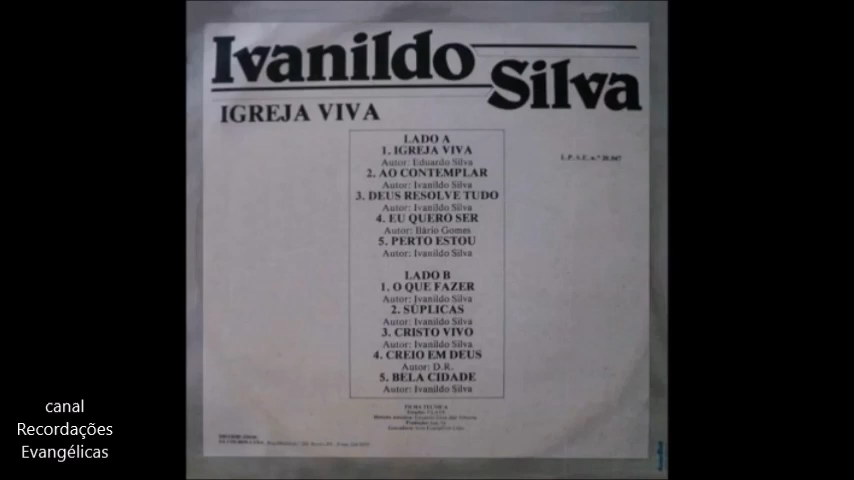 Ivanildo
Silva
IGREJA VIVA
LADO A
1. IGREJA VIVA
Autor: Eduardo Silva
2. AO CONTEMPLAR
Autor: Ivanildo Silva
3. DEUS RESOLVE TUDO
Autor: Ivanildo Silva
4. EU QUERO SER
Autor: Ilário Gomes
5. PERTO ESTOU
Autor: Ivanildo Silva
LADO B
1. O QUE FAZER
Autor: Ivanildo Silva
2. SÚPLICAS
Autor: Ivanildo Silva
3. CRISTO VIVO
Autor: Ivanildo Silva
4. CREIO EM DEUS
Autor: D.R.
5. BELA CIDADE
Autor: Ivanildo Silva
FICHA TÉCNICA
canal
Recordações
Evangélicas